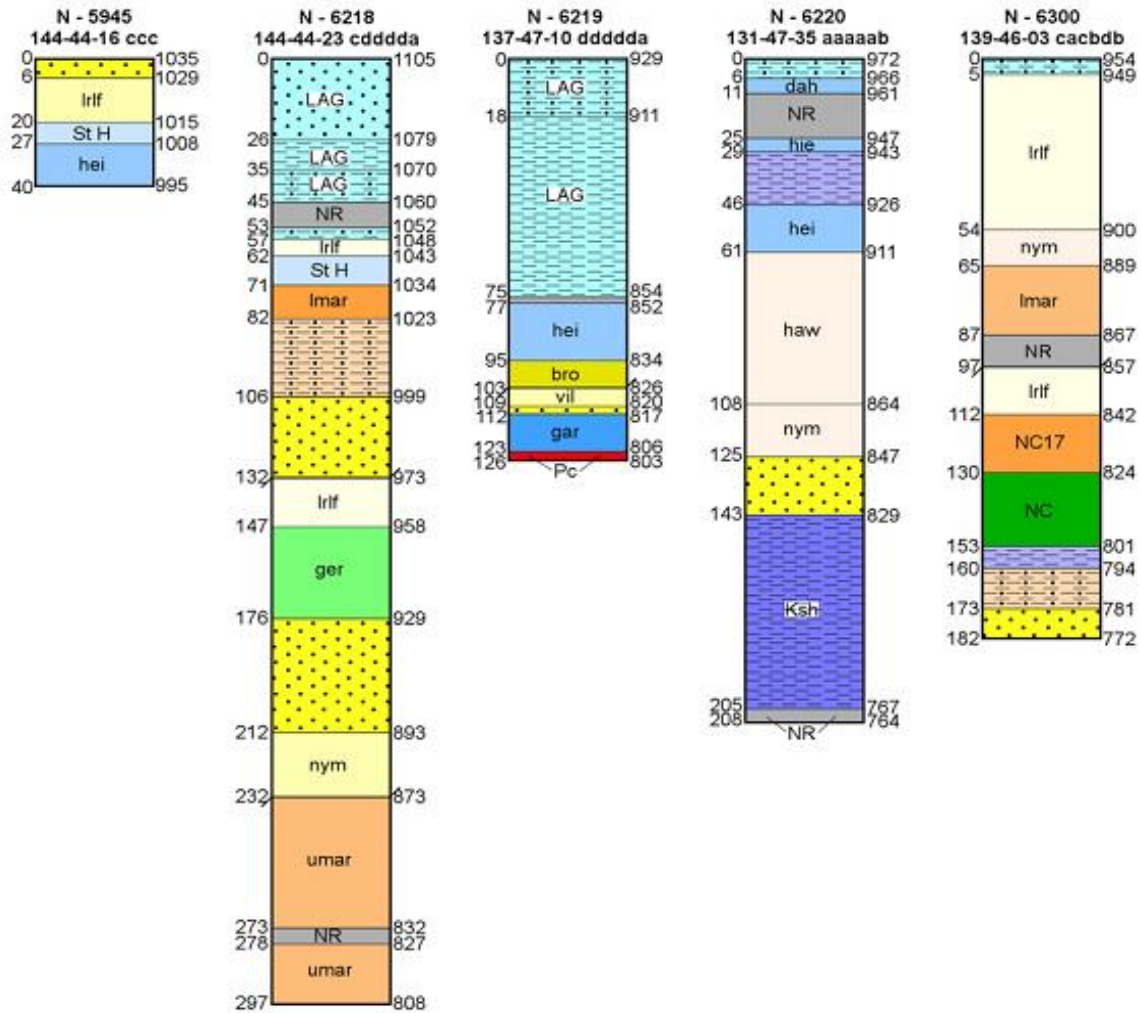 N - 5945
144-44-16 ccc
0 1035
6 1029
lrlf
20 1015
St H
27 1008
hei
40 995
N - 6218
144-44-23 cddddda
0 1105
LAG
26 1079
LAG
35 1070
LAG
45 1060
NR
53 1052
57 1048
lrlf
62 1043
St H
71 1034
lmar
82 1023
106 999
132 973
lrlf
147 958
ger
176 929
212 893
nym
232 873
umar
273 832
NR
278 827
umar
297 808
N - 6219
137-47-10 ddddda
0 929
LAG
18 911
LAG
75 854
77 852
hei
95 834
bro
103 826
vil
109 820
112 817
gar
123 806
126 Pc 803
N - 6220
131-47-35 aaaaab
0 972
6 966
dah
11 961
NR
25 947
hie
29 943
46 926
hei
61 911
haw
108 864
nym
125 847
143 829
Ksh
205 767
208 764
NR
N - 6300
139-46-03 cacbdb
0 954
5 949
lrlf
54 900
nym
65 889
lmar
87 867
NR
97 857
lrlf
112 842
NC17
130 824
NC
153 801
160 794
173 781
182 772